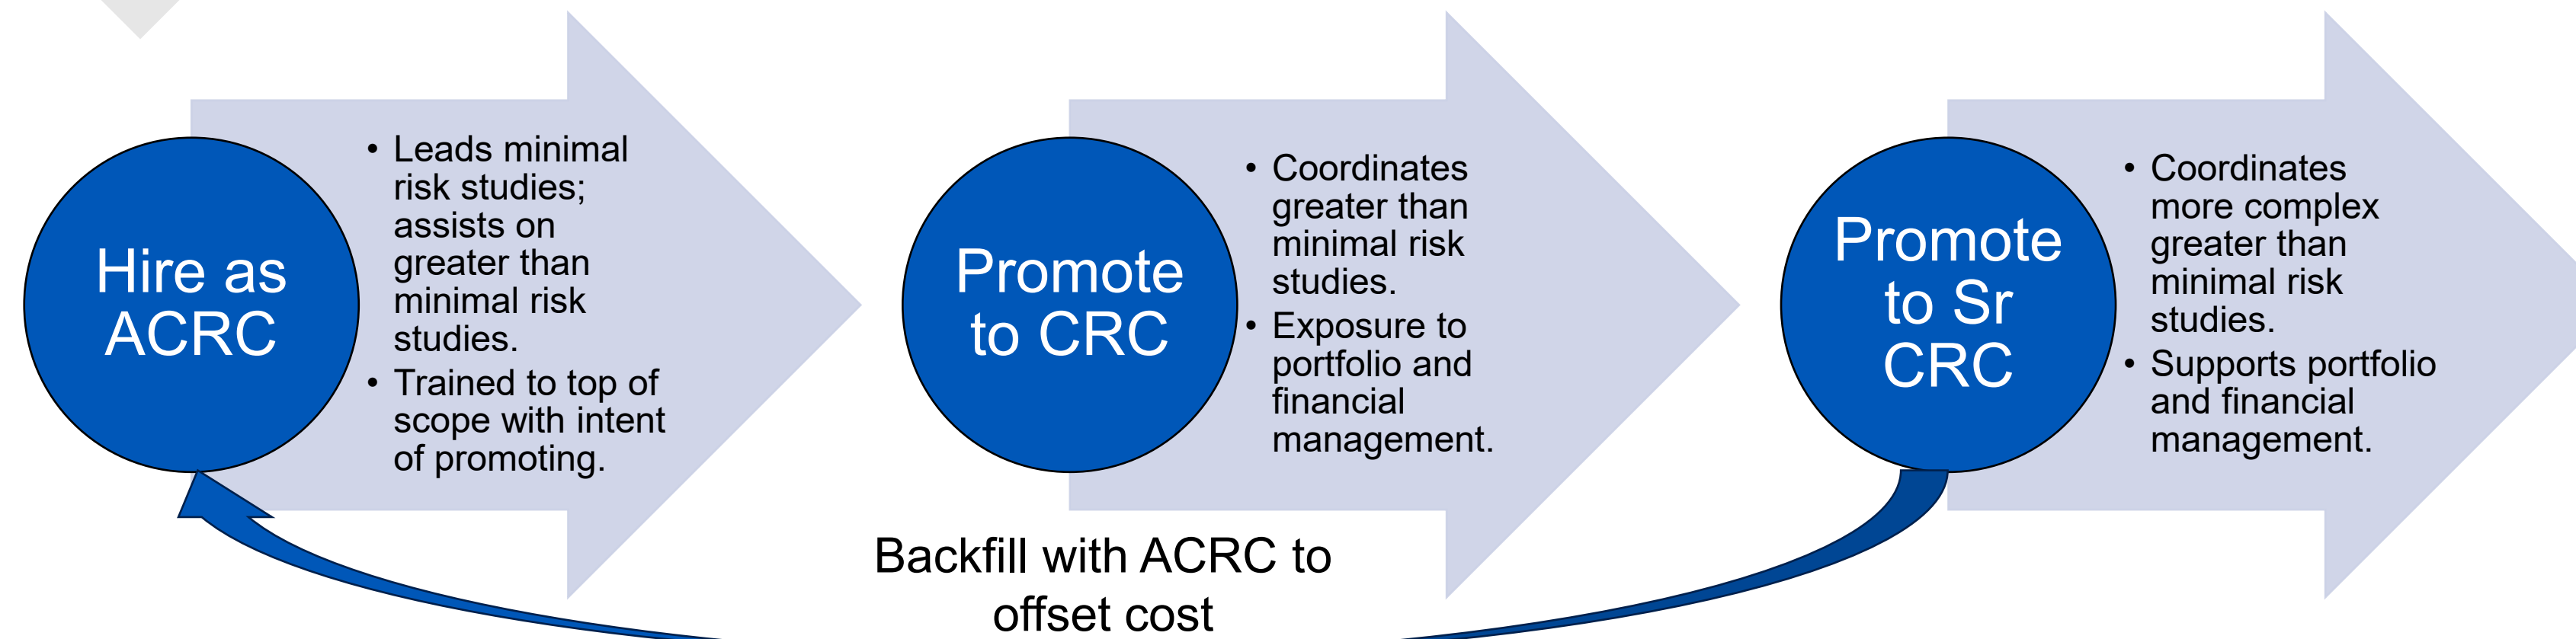 Hire as
ACRC
• Leads minimal
risk studies;
assists on
greater than
minimal risk
studies.
• Trained to top of
scope with intent
of promoting.
Promote
to CRC
• Coordinates
greater than
minimal risk
studies.
• Exposure to
portfolio and
financial
management.
Promote
to Sr
CRC
• Coordinates
more complex
greater than
minimal risk
studies.
• Supports portfolio
and financial
management.
Backfill with ACRC to
offset cost